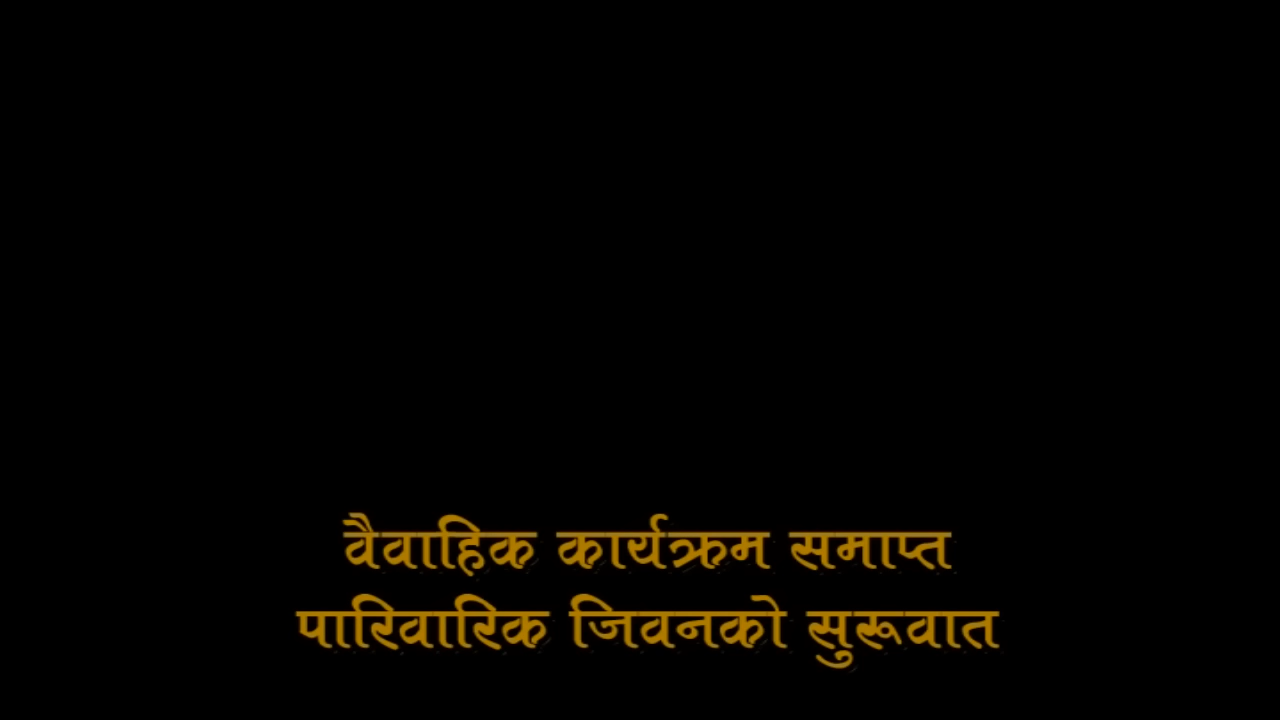 वैवाहिक कार्यक्रम समाप्त
पारिवारिक जिवनको सुरूवात